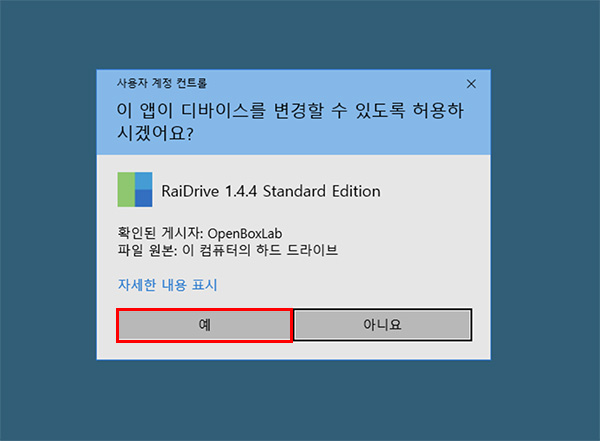 사용자 계정 컨트롤
이 앱이 디바이스를 변경할 수 있도록 허용하
시겠어요?
RaiDrive 1.4.4 Standard Edition
확인된 게시자: OpenBoxLab
파일 원본: 이 컴퓨터의 하드 드라이브
자세한 내용 표시
예
아니요